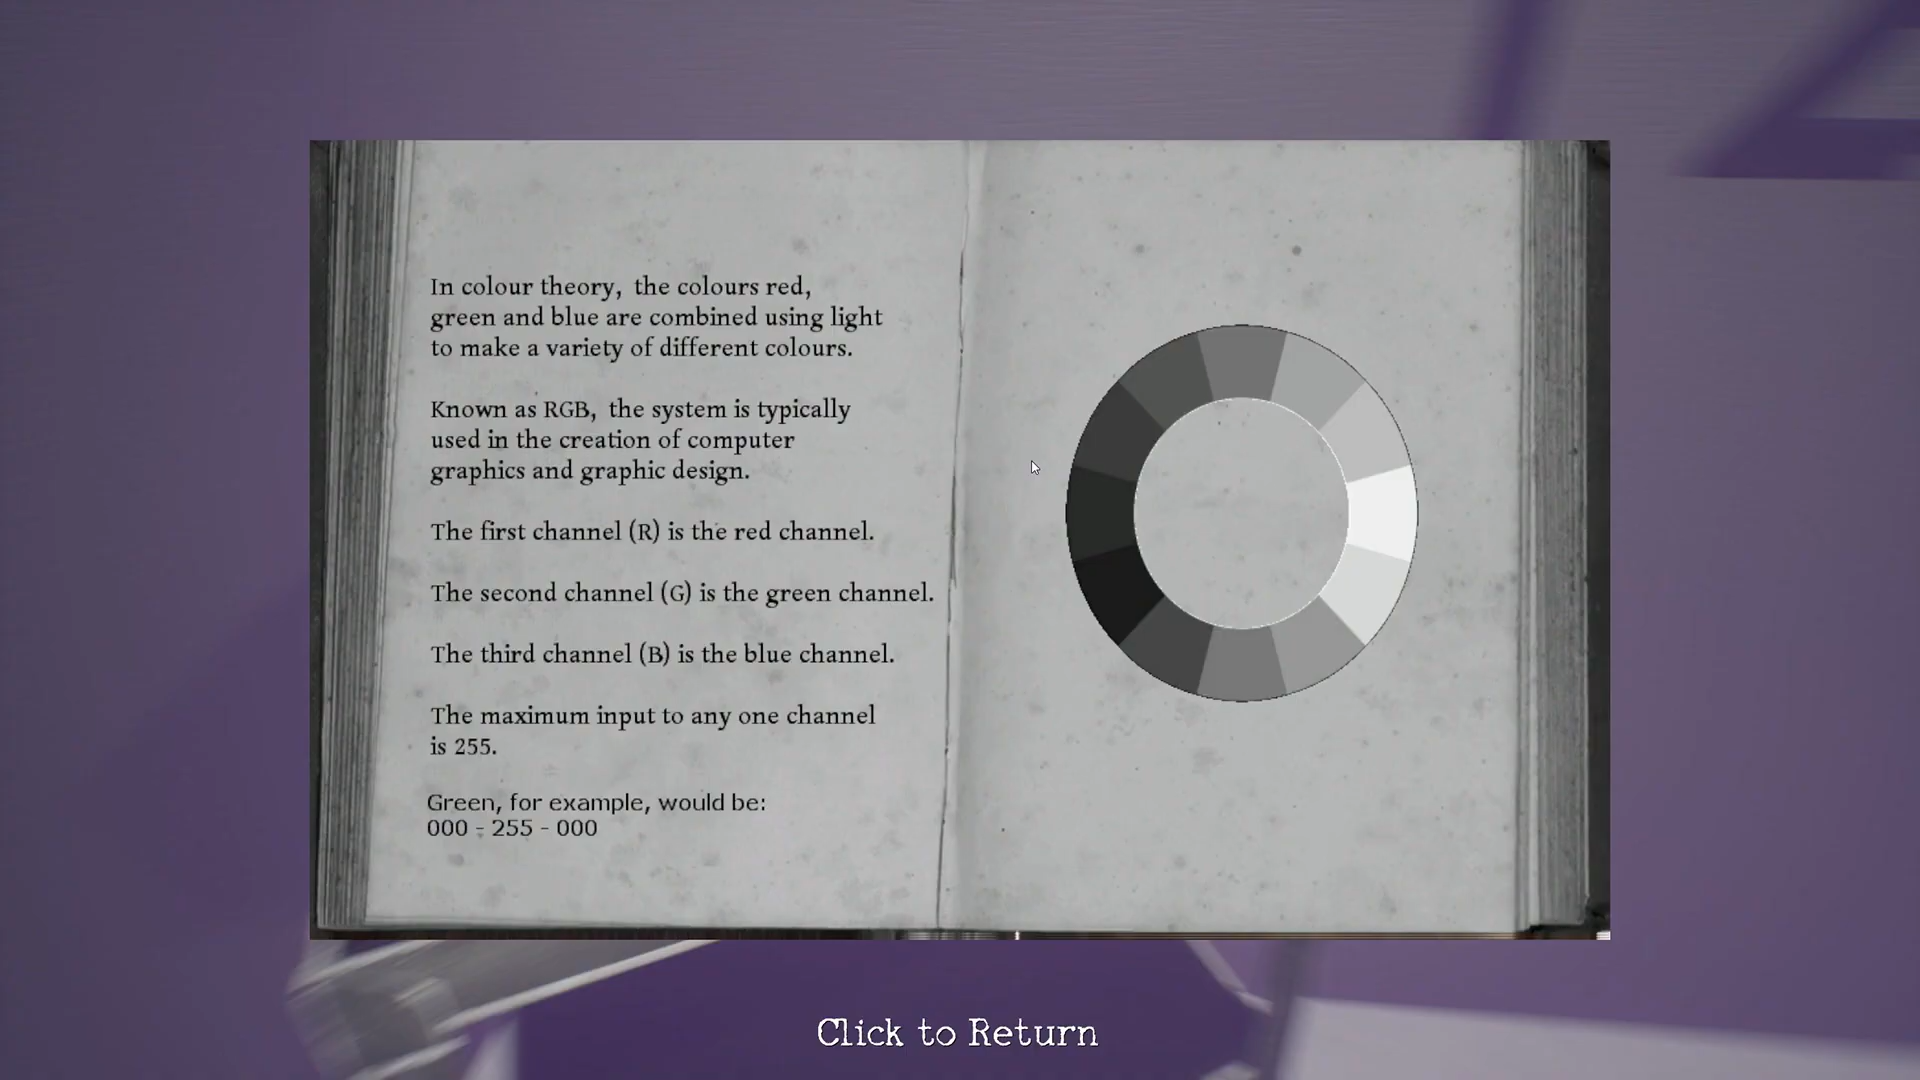 In colour theory, the colours red,
green and blue are combined using light
to make a variety of different colours.
Known as RGB, the system is typically
used in the creation of computer
graphics and graphic design.
The first channel (R) is the red channel.
The second channel (G) is the green channel.
The third channel (B) is the blue channel.
The maximum input to any one channel
is 255.
Green, for example, would be:
000 - 255 - 000
Click to Return